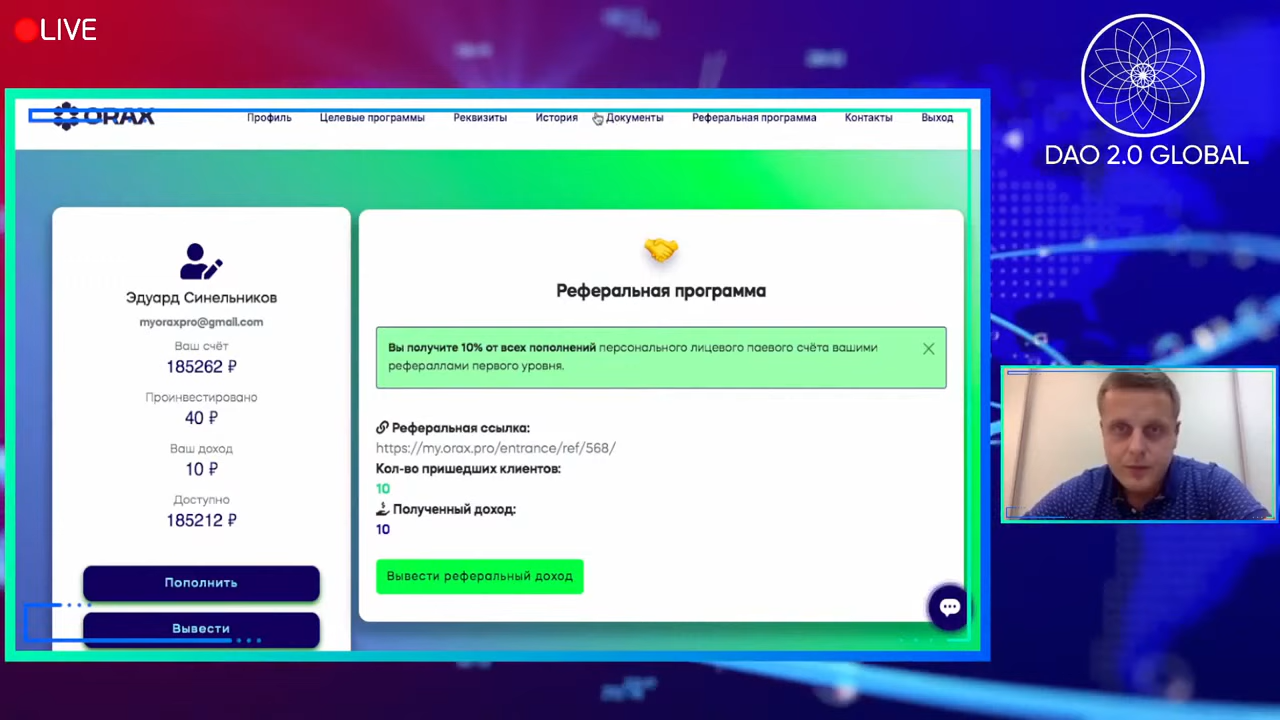 LIVE
DAO 2.0 GLOBAL
ORAX
Профиль
Целевые программы
Реквизиты
История
Документы
Реферальная программа
Контакты
Выход
Эдуард Синельников
myoraxpro@gmail.com
Ваш счёт
185262 ₽
Проинвестировано
40 ₽
Ваш доход
10 ₽
Доступно
185212 ₽
Пополнить
Вывести
Реферальная программа
Вы получите 10% от всех пополнений персонального лицевого паевого счёта вашими
рефераллами первого уровня.
Реферальная ссылка:
https://my.orax.pro/entrance/ref/568/
Кол-во пришедших клиентов:
10
Полученный доход:
10
Вывести реферальный доход